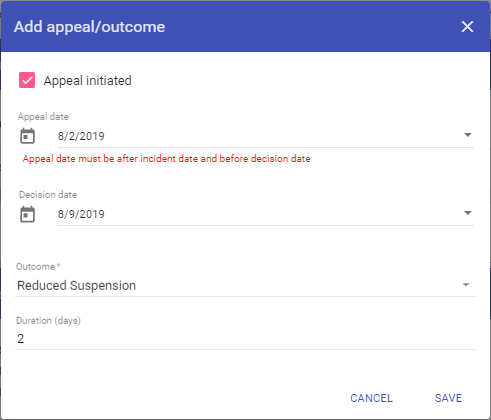 Add appeal/outcome
Appeal initiated
Appeal date
8/2/2019
Appeal date must be after incident date and before decision date
Decision date
8/9/2019
Outcome *
Reduced Suspension
Duration (days)
2
CANCEL SAVE